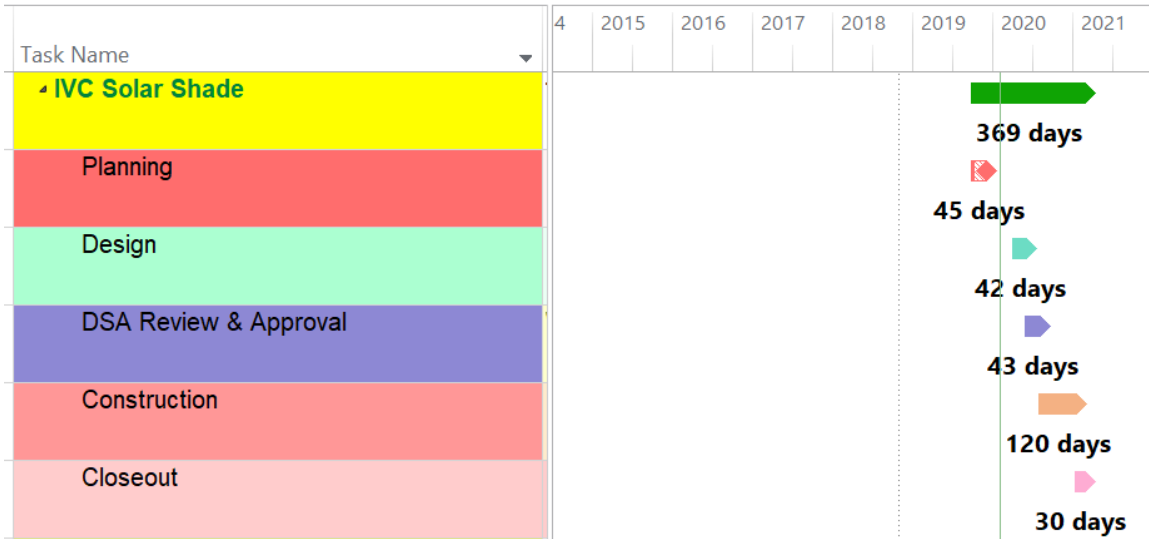 4 2015 2016 2017 2018 2019 2020 2021
Task Name
IVC Solar Shade
369 days
Planning
45 days
Design
42 days
DSA Review & Approval
43 days
Construction
120 days
Closeout
30 days